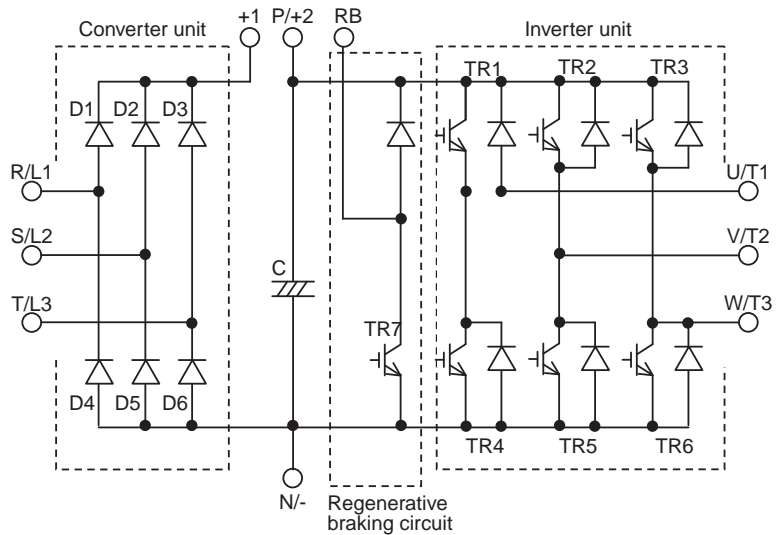 +1 P/+2 RB
Converter unit
Inverter unit
TR1 TR2 TR3
D1 D2 D3
R/L1
U/T1
S/L2
V/T2
C
T/L3
W/T3
TR7
D4 D5 D6
TR4 TR5 TR6
N/-
Regenerative
braking circuit